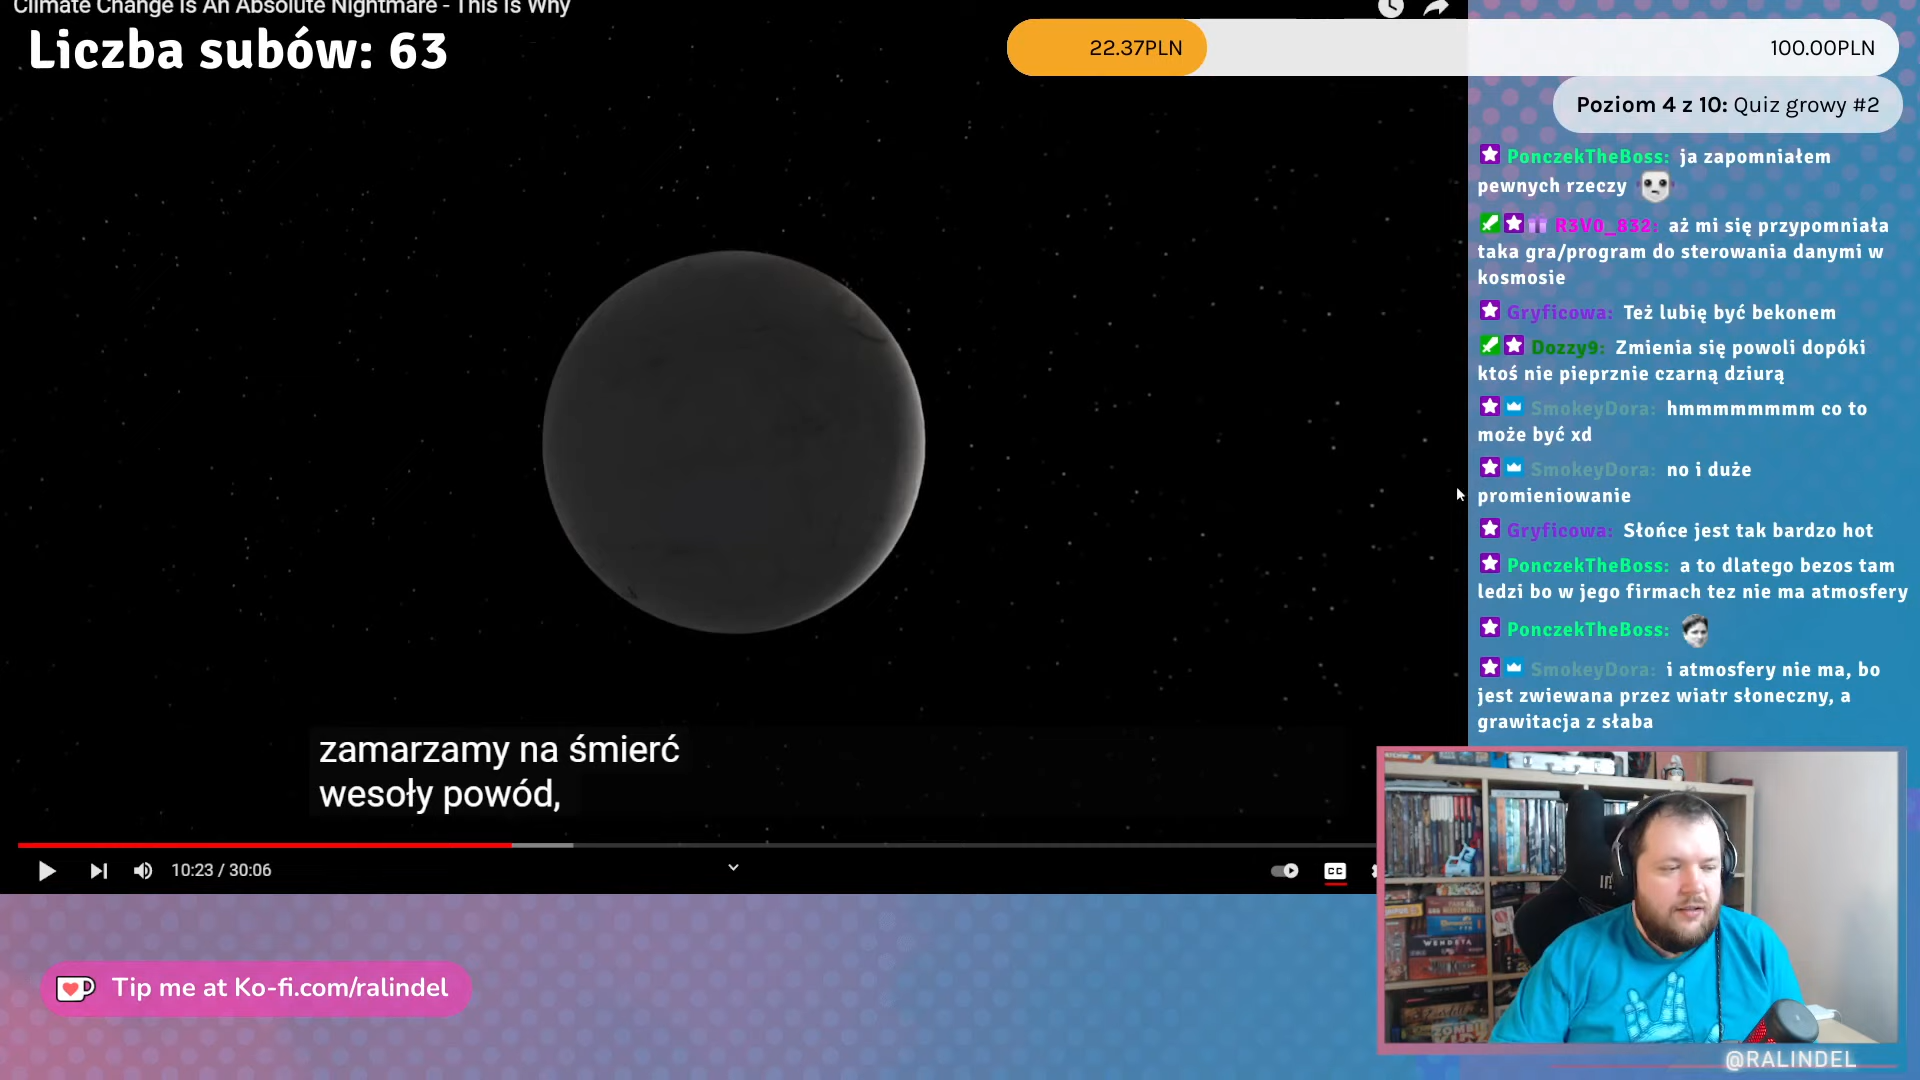 Climate Change Is An Absolute Nightmare - This Is Why
Liczba subów: 63
22.37PLN
100.00PLN
Poziom 4 z 10: Quiz growy #2
PonczekTheBoss: ja zapomniałem
pewnych rzeczy
R3V0_832: aż mi się przypomniała
taka gra/program do sterowania danymi w
kosmosie
Gryficowa: Też lubię być bekonem
Dozzy9: Zmienia się powoli dopóki
ktoś nie pieprznie czarną dziurą
SmokeyDora: hmmmmmmmm co to
może być xd
SmokeyDora: no i duże
promieniowanie
Gryficowa: Słońce jest tak bardzo hot
PonczekTheBoss: a to dlatego bezos tam
ledzi bo w jego firmach tez nie ma atmosfery
PonczekTheBoss:
SmokeyDora: i atmosfery nie ma, bo
jest zwiewana przez wiatr słoneczny, a
grawitacja z słaba
zamarzamy na śmierć
wesoły powód,
10:23 / 30:06
CC
WENDETA
Tip me at Ko-fi.com/ralindel
@RALINDEL